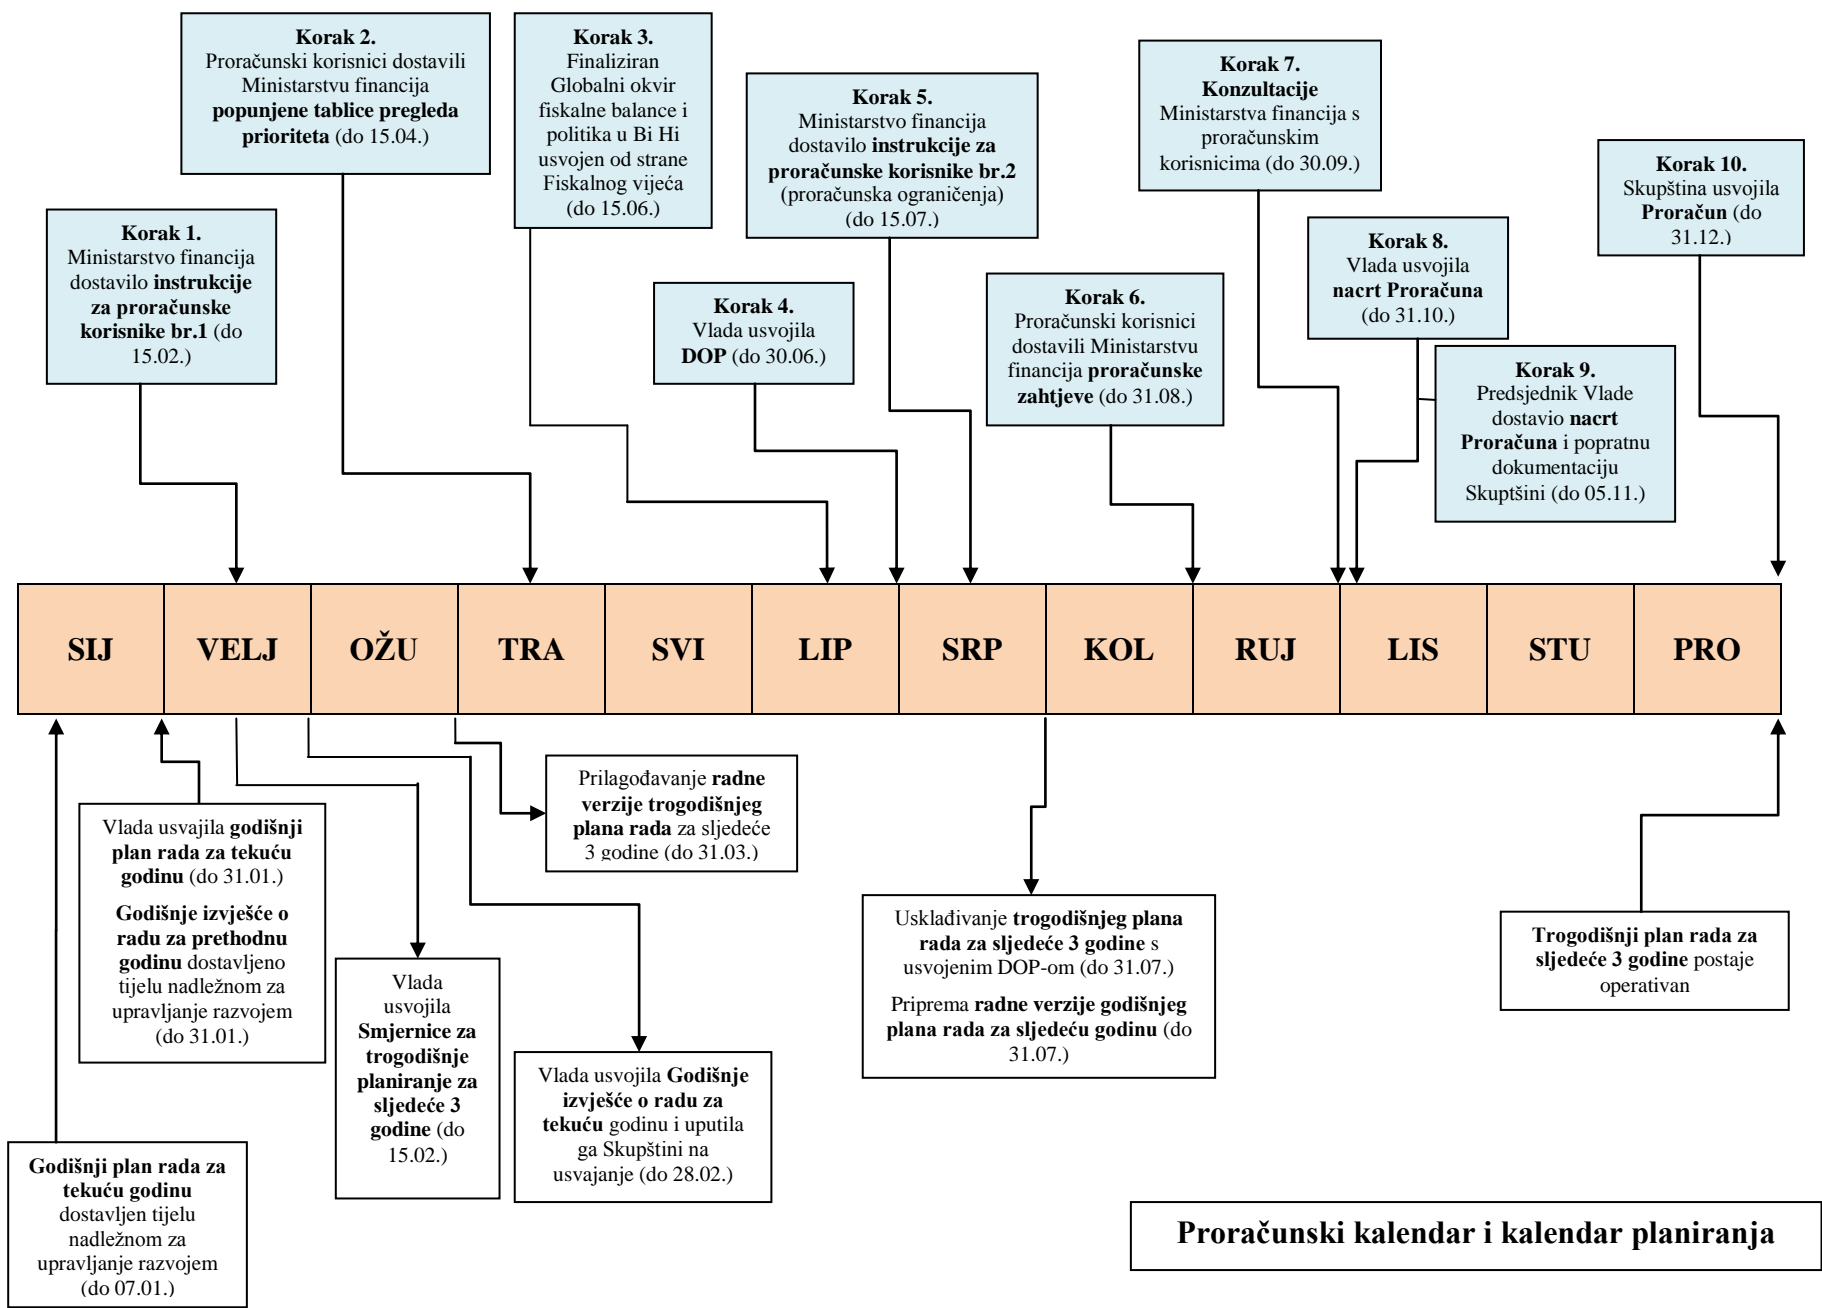 Korak 1.
Ministarstvo financija
dostavilo instrukcije
za proračunske
korisnike br.1 (do
15.02.)
Korak 2.
Proračunski korisnici dostavili
Ministarstvu financija
popunjene tablice pregleda
prioriteta (do 15.04.)
Korak 3.
Finaliziran
Globalni okvir
fiskalne balance i
politika u Bi Hi
usvojen od strane
Fiskalnog vijeća
(do 15.06.)
Korak 4.
Vlada usvojila
DOP (do 30.06.)
Korak 5.
Ministarstvo financija
dostavilo instrukcije za
proračunske korisnike br.2
(proračunska ograničenja)
(do 15.07.)
Korak 6.
Proračunski korisnici
dostavili Ministarstvu
financija proračunske
zahtjeve (do 31.08.)
Korak 7.
Konzultacije
Ministarstva financija s
proračunskim
korisnicima (do 30.09.)
Korak 8.
Vlada usvojila
nacrt Proračuna
(do 31.10.)
Korak 9.
Predsjednik Vlade
dostavio nacrt
Proračuna i popratnu
dokumentaciju
Skuptšini (do 05.11.)
Korak 10.
Skupština usvojila
Proračun (do
31.12.)
SIJ VELJ OŽU TRA SVI LIP SRP KOL RUJ LIS STU PRO
Godišnji plan rada za
tekuću godinu
dostavljen tijelu
nadležnom za
upravljanje razvojem
(do 07.01.)
Vlada usvajila godišnji
plan rada za tekuću
godinu (do 31.01.)
Godišnje izvješće o
radu za prethodnu
godinu dostavljeno
tijelu nadležnom za
upravljanje razvojem
(do 31.01.)
Vlada
usvojila
Smjernice za
trogodišnje
planiranje za
sljedeće 3
godine (do
15.02.)
Vlada usvojila Godišnje
izvješće o radu za
tekuću godinu i uputila
ga Skupštini na
usvajanje (do 28.02.)
Prilagođavanje radne
verzije trogodišnjeg
plana rada za sljedeće
3 godine (do 31.03.)
Usklađivanje trogodišnjeg plana
rada za sljedeće 3 godine s
usvojenim DOP-om (do 31.07.)
Priprema radne verzije godišnjeg
plana rada za sljedeću godinu (do
31.07.)
Trogodišnji plan rada za
sljedeće 3 godine postaje
operativan
Proračunski kalendar i kalendar planiranja